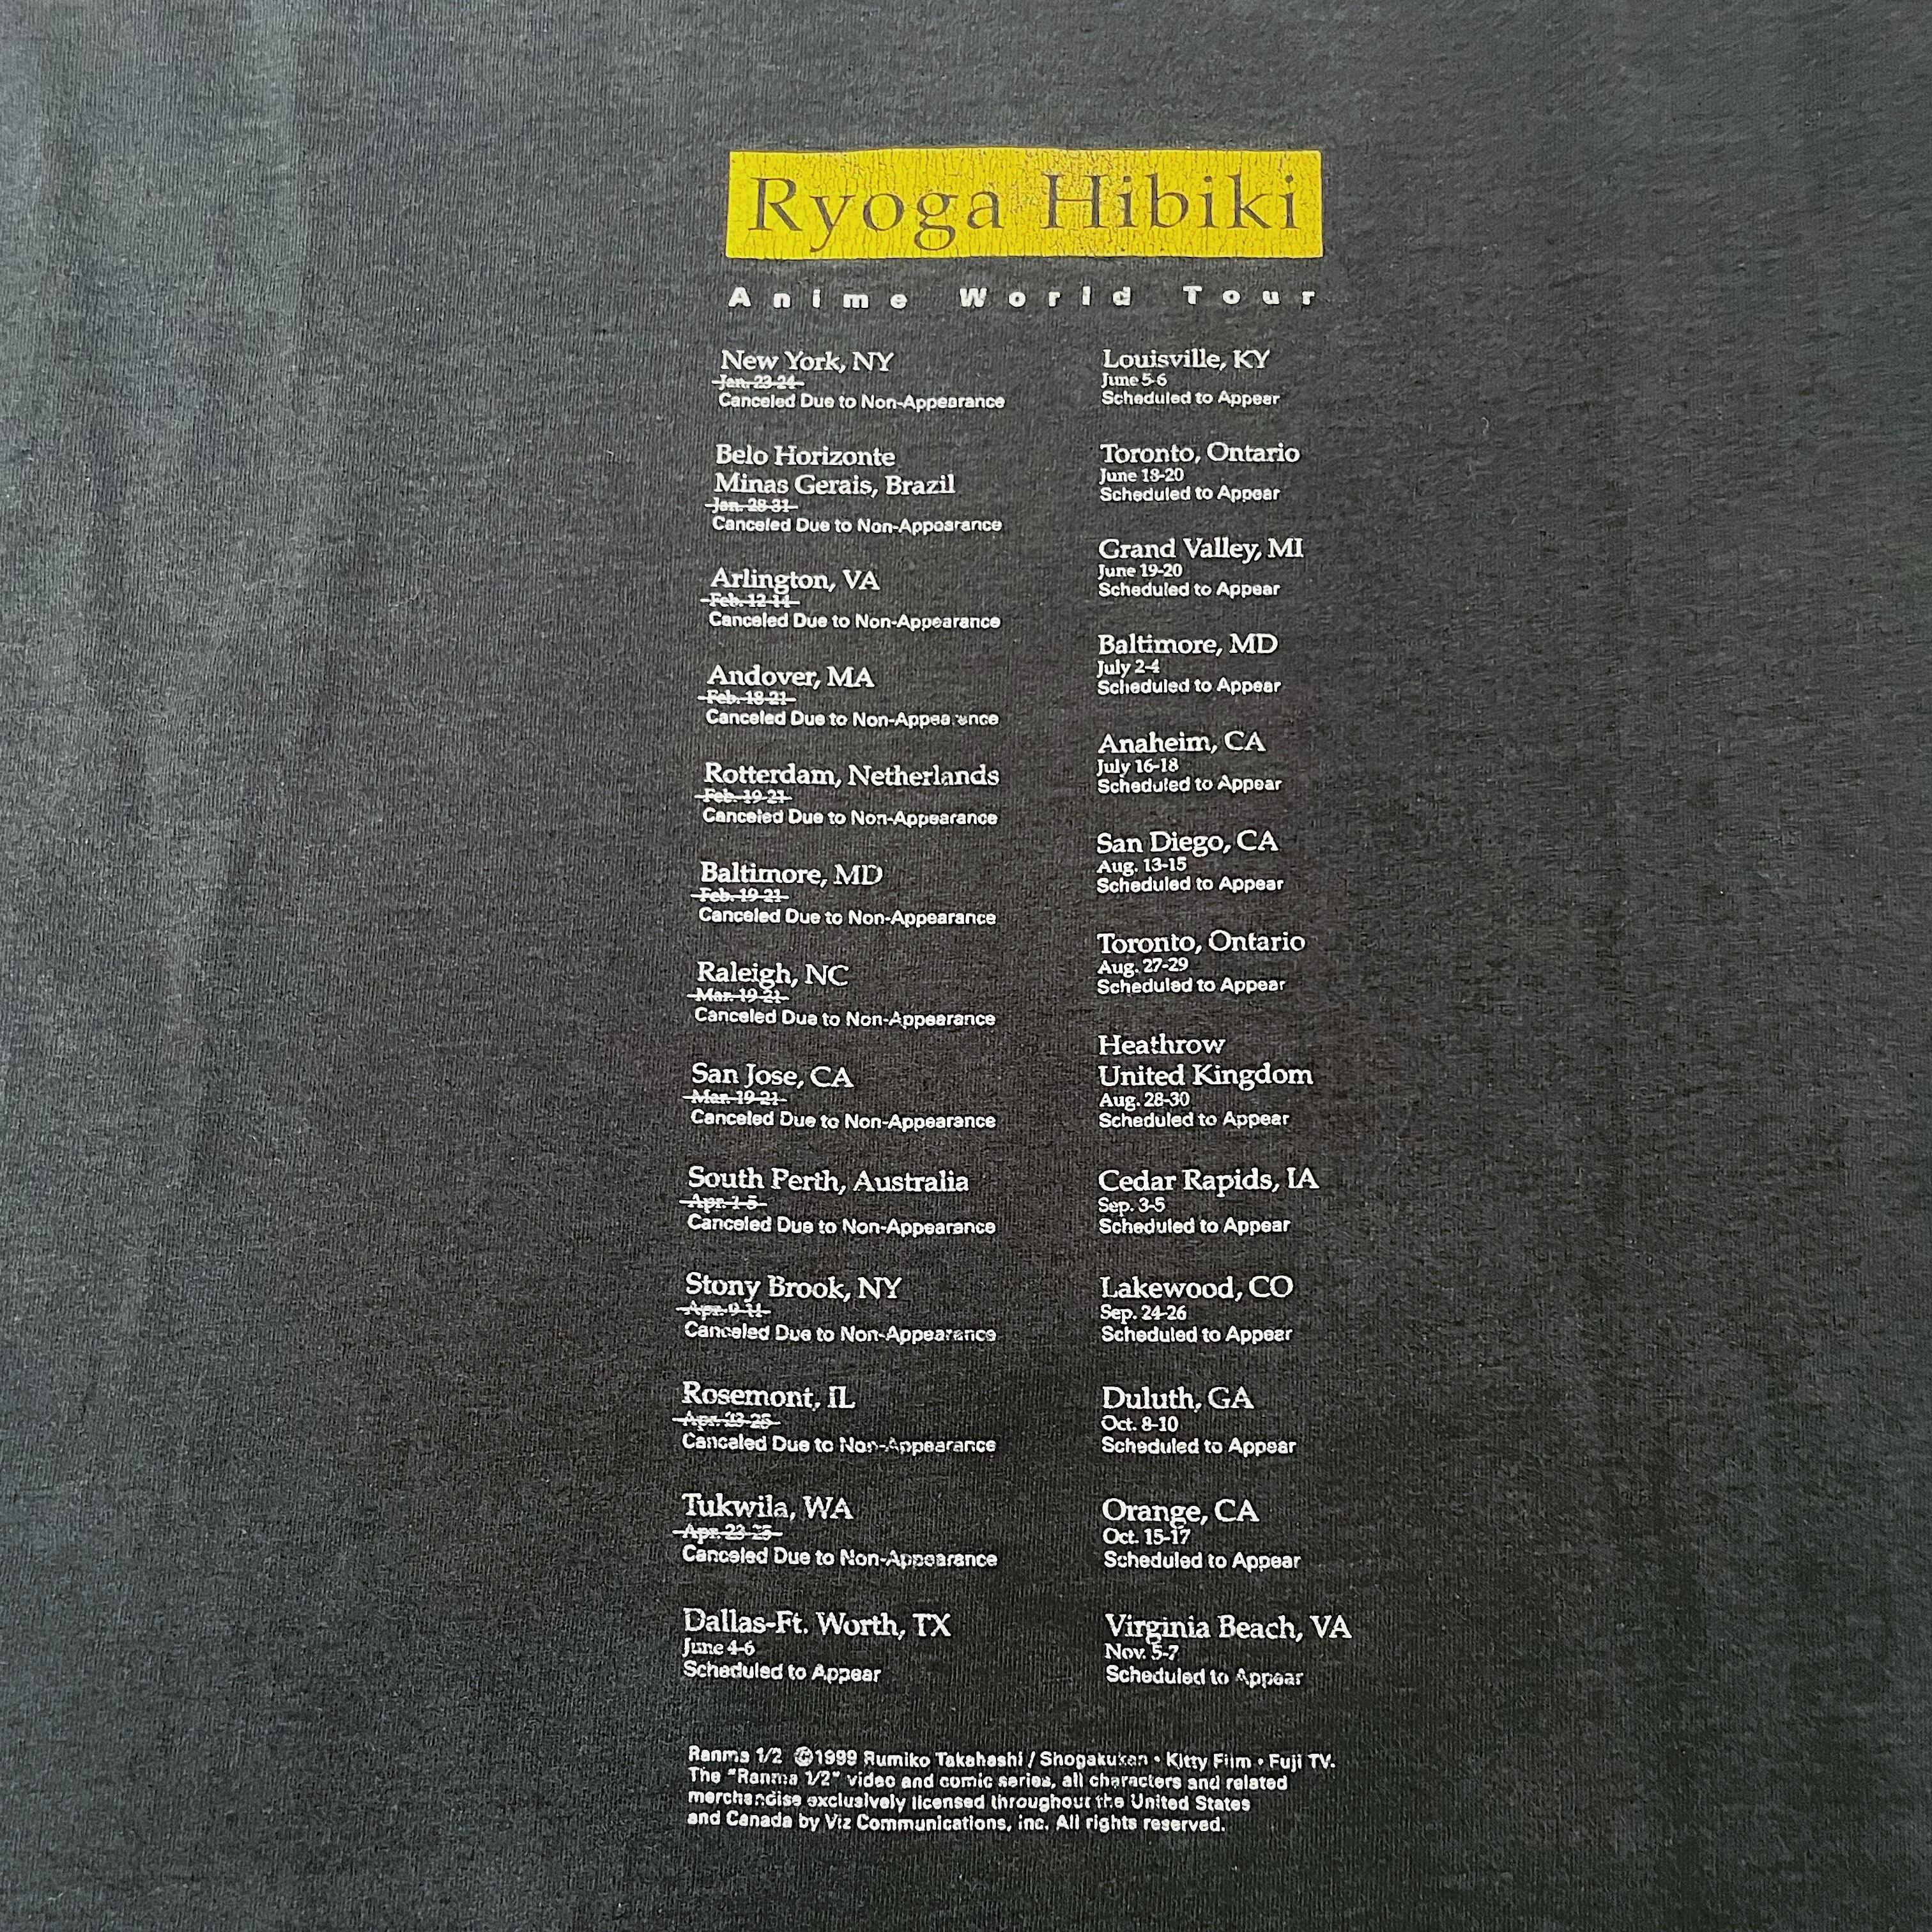 Ryoga Hibiki
Anime World Tour
New York, NY
Jan. 23-24
Canceled Due to Non-Appearance
Belo Horizonte
Minas Gerais, Brazil
Jan. 28-31
Canceled Due to Non-Appearance
Arlington, VA
Feb. 12-14
Canceled Due to Non-Appearance
Andover, MA
Feb. 18-21
Canceled Due to Non-Appearance
Rotterdam, Netherlands
Feb. 19-21
Canceled Due to Non-Appearance
Baltimore, MD
Feb. 19-21
Canceled Due to Non-Appearance
Raleigh, NC
Mar. 19-21
Canceled Due to Non-Appearance
San Jose, CA
Mar. 19-21
Canceled Due to Non-Appearance
South Perth, Australia
Apr. 1-5
Canceled Due to Non-Appearance
Stony Brook, NY
Apr. 9-11
Canceled Due to Non-Appearance
Rosemont, IL
Apr. 23-25
Canceled Due to Non-Appearance
Tukwila, WA
Apr. 23-25
Canceled Due to Non-Appearance
Dallas-Ft. Worth, TX
June 4-6
Scheduled to Appear
Louisville, KY
June 5-6
Scheduled to Appear
Toronto, Ontario
June 18-20
Scheduled to Appear
Grand Valley, MI
June 19-20
Scheduled to Appear
Baltimore, MD
July 2-4
Scheduled to Appear
Anaheim, CA
July 16-18
Scheduled to Appear
San Diego, CA
Aug. 13-15
Scheduled to Appear
Toronto, Ontario
Aug. 27-29
Scheduled to Appear
Heathrow
United Kingdom
Aug. 28-30
Scheduled to Appear
Cedar Rapids, IA
Sep. 3-5
Scheduled to Appear
Lakewood, CO
Sep. 24-26
Scheduled to Appear
Duluth, GA
Oct. 8-10
Scheduled to Appear
Orange, CA
Oct. 15-17
Scheduled to Appear
Virginia Beach, VA
Nov. 5-7
Scheduled to Appear
Ranma 1/2 ©1999 Rumiko Takahashi / Shogakukan • Kitty Film • Fuji TV.
The "Ranma 1/2" video and comic series, all characters and related
merchandise exclusively licensed throughout the United States
and Canada by Viz Communications, inc. All rights reserved.